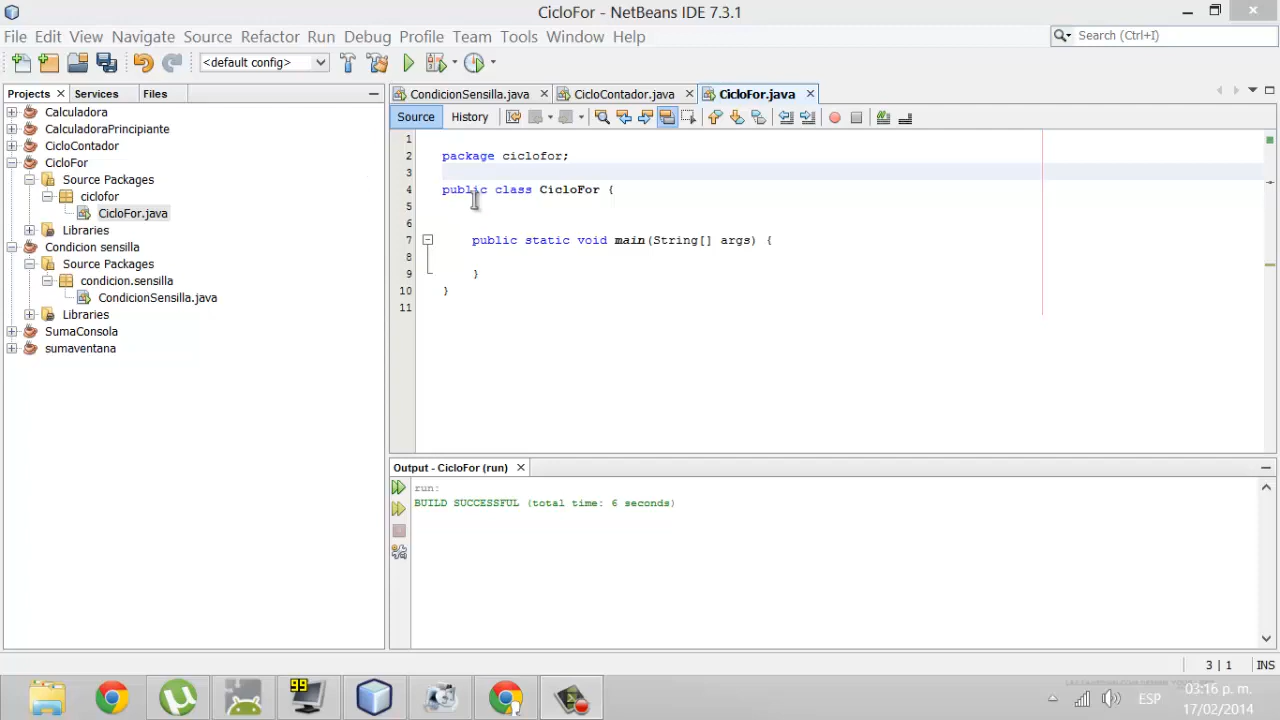 CicloFor - NetBeans IDE 7.3.1
File Edit View Navigate Source Refactor Run Debug Profile Team Tools Window Help
Search (Ctrl+I)
<default config>
Projects Services Files
CondicionSensilla.java CicloContador.java CicloFor.java
Source History
Calculadora
CalculadoraPrincipiante
CicloContador
CicloFor
Source Packages
ciclofor
CicloFor.java
Libraries
Condicion sensilla
Source Packages
condicion.sensilla
CondicionSensilla.java
Libraries
SumaConsola
sumaventana
1
2 package ciclofor;
3
4 public class CicloFor {
5
6
7 public static void main(String[] args) {
8
9 }
10 }
11
Output - CicloFor (run)
run:
BUILD SUCCESSFUL (total time: 6 seconds)
3 | 1 INS
99
ESP
03:16 p. m.
17/02/2014